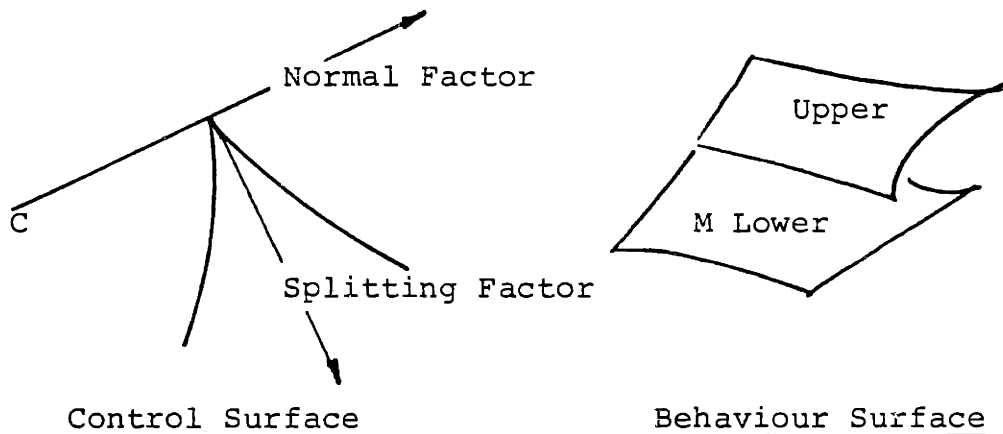 Normal Factor
Upper
C
M Lower
Splitting Factor
Control Surface
Behaviour Surface